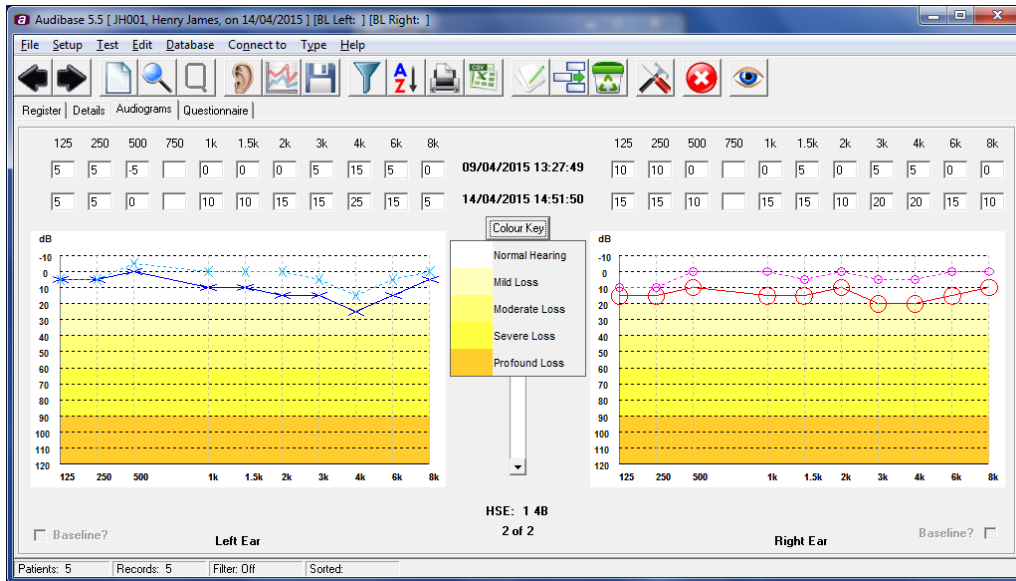 Audibase 5.5 [ JH001, Henry James, on 14/04/2015 ] [BL Left: ] [BL Right: ]
File Setup Test Edit Database Connect to Type Help
CSV A Z
Register Details Audiograms Questionnaire
125 250 500 750 1k 1.5k 2k 3k 4k 6k 8k 125 250 500 750 1k 1.5k 2k 3k 4k 6k 8k
5 5 -5 0 0 0 5 15 5 0 09/04/2015 13:27:49 10 10 0 0 5 0 5 5 0 0
5 5 0 10 10 15 15 25 15 5 14/04/2015 14:51:50 15 15 10 15 15 10 20 20 15 10
Colour Key
Normal Hearing
Mild Loss
Moderate Loss
Severe Loss
Profound Loss
dB
-10
0
10
20
30
40
50
60
70
80
90
100
110
120
125 250 500 1k 1.5k 2k 3k 4k 6k 8k
dB
-10
0
10
20
30
40
50
60
70
80
90
100
110
120
125 250 500 1k 1.5k 2k 3k 4k 6k 8k
HSE: 1 4B
2 of 2
Baseline? Left Ear Right Ear Baseline?
Patients: 5 Records: 5 Filter: Off Sorted: